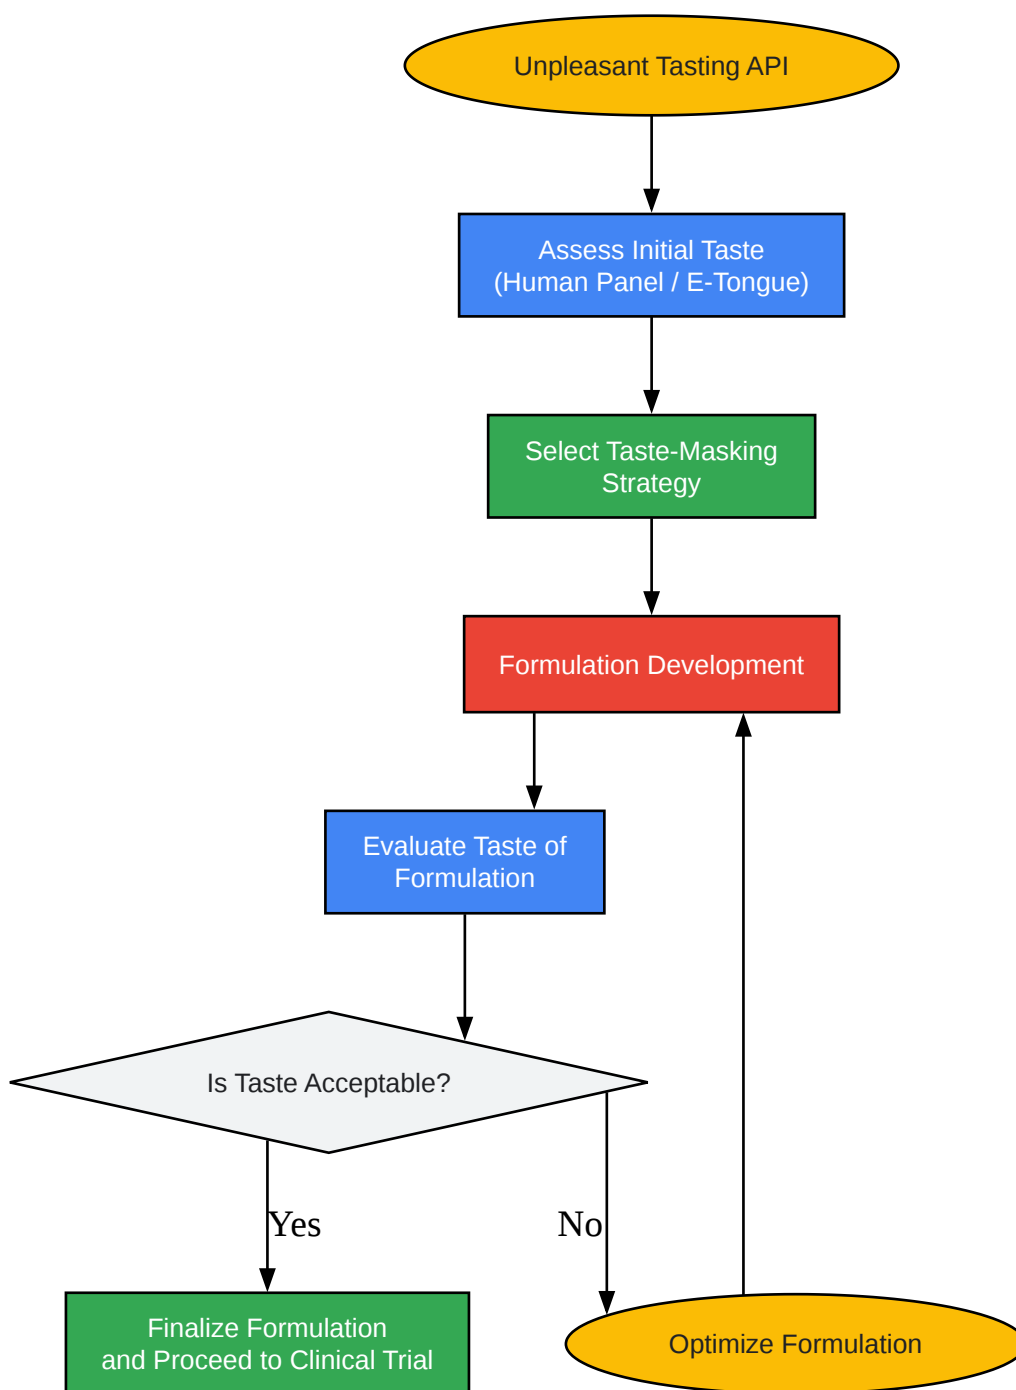 Unpleasant Tasting API
Assess Initial Taste
(Human Panel / E-Tongue)
Select Taste-Masking
Strategy
Formulation Development
Evaluate Taste of
Formulation
Is Taste Acceptable?
Yes
No
Finalize Formulation
and Proceed to Clinical Trial
Optimize Formulation